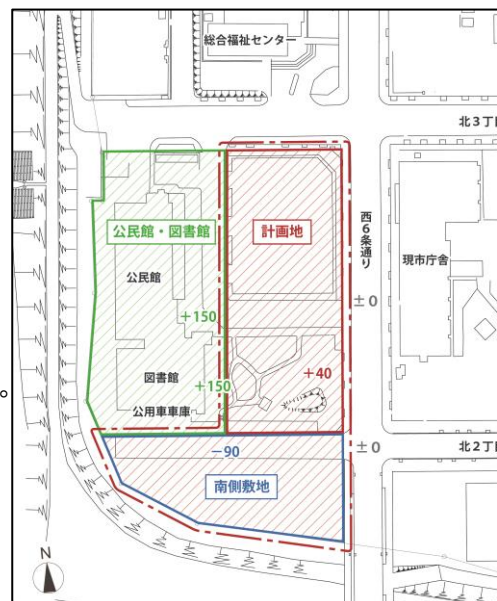 総合福祉センター
北3丁目
公民館・図書館
計画地
西6条通り
現市庁舎
公民館
±0
+150
図書館
+150
+40
公用車車庫
±0
北2丁目
−90
南側敷地
N
。